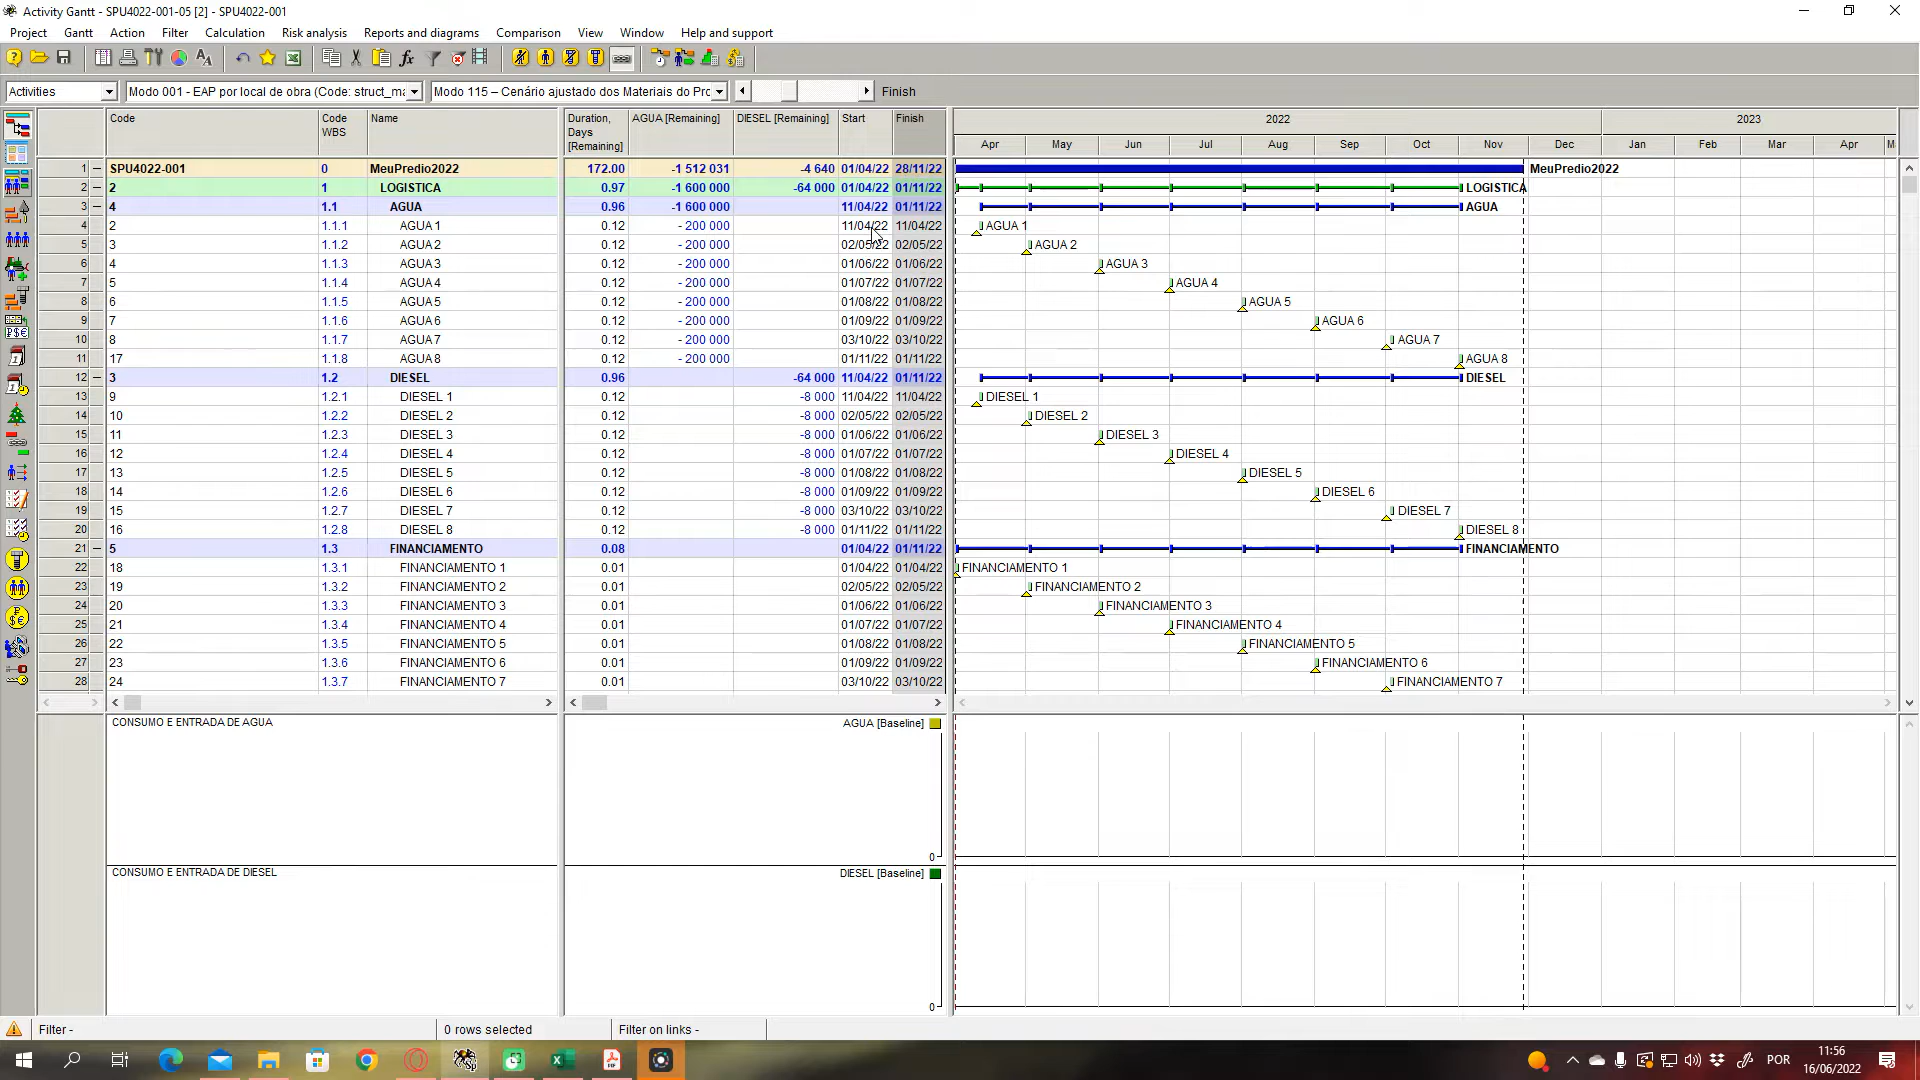 Activity Gantt - SPU4022-001-05 [2] - SPU4022-001
Project Gantt Action Filter Calculation Risk analysis Reports and diagrams Comparison View Window Help and support
Activities Modo 001 - EAP por local de obra (Code: struct_ma Modo 115 – Cenário ajustado dos Materiais do Prc Finish
Code Code WBS Name Duration, Days [Remaining] AGUA [Remaining] DIESEL [Remaining] Start Finish
2022 2023
Apr May Jun Jul Aug Sep Oct Nov Dec Jan Feb Mar Apr M
1 SPU4022-001 0 MeuPredio2022 172.00 -1 512 031 -4 640 01/04/22 28/11/22 MeuPredio2022
2 2 1 LOGISTICA 0.97 -1 600 000 -64 000 01/04/22 01/11/22 LOGISTICA
3 4 1.1 AGUA 0.96 -1 600 000 11/04/22 01/11/22 AGUA
4 2 1.1.1 AGUA 1 0.12 - 200 000 11/04/22 11/04/22 AGUA 1
5 3 1.1.2 AGUA 2 0.12 - 200 000 02/05/22 02/05/22 AGUA 2
6 4 1.1.3 AGUA 3 0.12 - 200 000 01/06/22 01/06/22 AGUA 3
7 5 1.1.4 AGUA 4 0.12 - 200 000 01/07/22 01/07/22 AGUA 4
8 6 1.1.5 AGUA 5 0.12 - 200 000 01/08/22 01/08/22 AGUA 5
9 7 1.1.6 AGUA 6 0.12 - 200 000 01/09/22 01/09/22 AGUA 6
10 8 1.1.7 AGUA 7 0.12 - 200 000 03/10/22 03/10/22 AGUA 7
11 17 1.1.8 AGUA 8 0.12 - 200 000 01/11/22 01/11/22 AGUA 8
12 3 1.2 DIESEL 0.96 -64 000 11/04/22 01/11/22 DIESEL
13 9 1.2.1 DIESEL 1 0.12 -8 000 11/04/22 11/04/22 DIESEL 1
14 10 1.2.2 DIESEL 2 0.12 -8 000 02/05/22 02/05/22 DIESEL 2
15 11 1.2.3 DIESEL 3 0.12 -8 000 01/06/22 01/06/22 DIESEL 3
16 12 1.2.4 DIESEL 4 0.12 -8 000 01/07/22 01/07/22 DIESEL 4
17 13 1.2.5 DIESEL 5 0.12 -8 000 01/08/22 01/08/22 DIESEL 5
18 14 1.2.6 DIESEL 6 0.12 -8 000 01/09/22 01/09/22 DIESEL 6
19 15 1.2.7 DIESEL 7 0.12 -8 000 03/10/22 03/10/22 DIESEL 7
20 16 1.2.8 DIESEL 8 0.12 -8 000 01/11/22 01/11/22 DIESEL 8
21 5 1.3 FINANCIAMENTO 0.08 01/04/22 01/11/22 FINANCIAMENTO
22 18 1.3.1 FINANCIAMENTO 1 0.01 01/04/22 01/04/22 FINANCIAMENTO 1
23 19 1.3.2 FINANCIAMENTO 2 0.01 02/05/22 02/05/22 FINANCIAMENTO 2
24 20 1.3.3 FINANCIAMENTO 3 0.01 01/06/22 01/06/22 FINANCIAMENTO 3
25 21 1.3.4 FINANCIAMENTO 4 0.01 01/07/22 01/07/22 FINANCIAMENTO 4
26 22 1.3.5 FINANCIAMENTO 5 0.01 01/08/22 01/08/22 FINANCIAMENTO 5
27 23 1.3.6 FINANCIAMENTO 6 0.01 01/09/22 01/09/22 FINANCIAMENTO 6
28 24 1.3.7 FINANCIAMENTO 7 0.01 03/10/22 03/10/22 FINANCIAMENTO 7
CONSUMO E ENTRADA DE AGUA AGUA [Baseline]
0
CONSUMO E ENTRADA DE DIESEL DIESEL [Baseline]
0
Filter - 0 rows selected Filter on links -
POR 11:56
16/06/2022